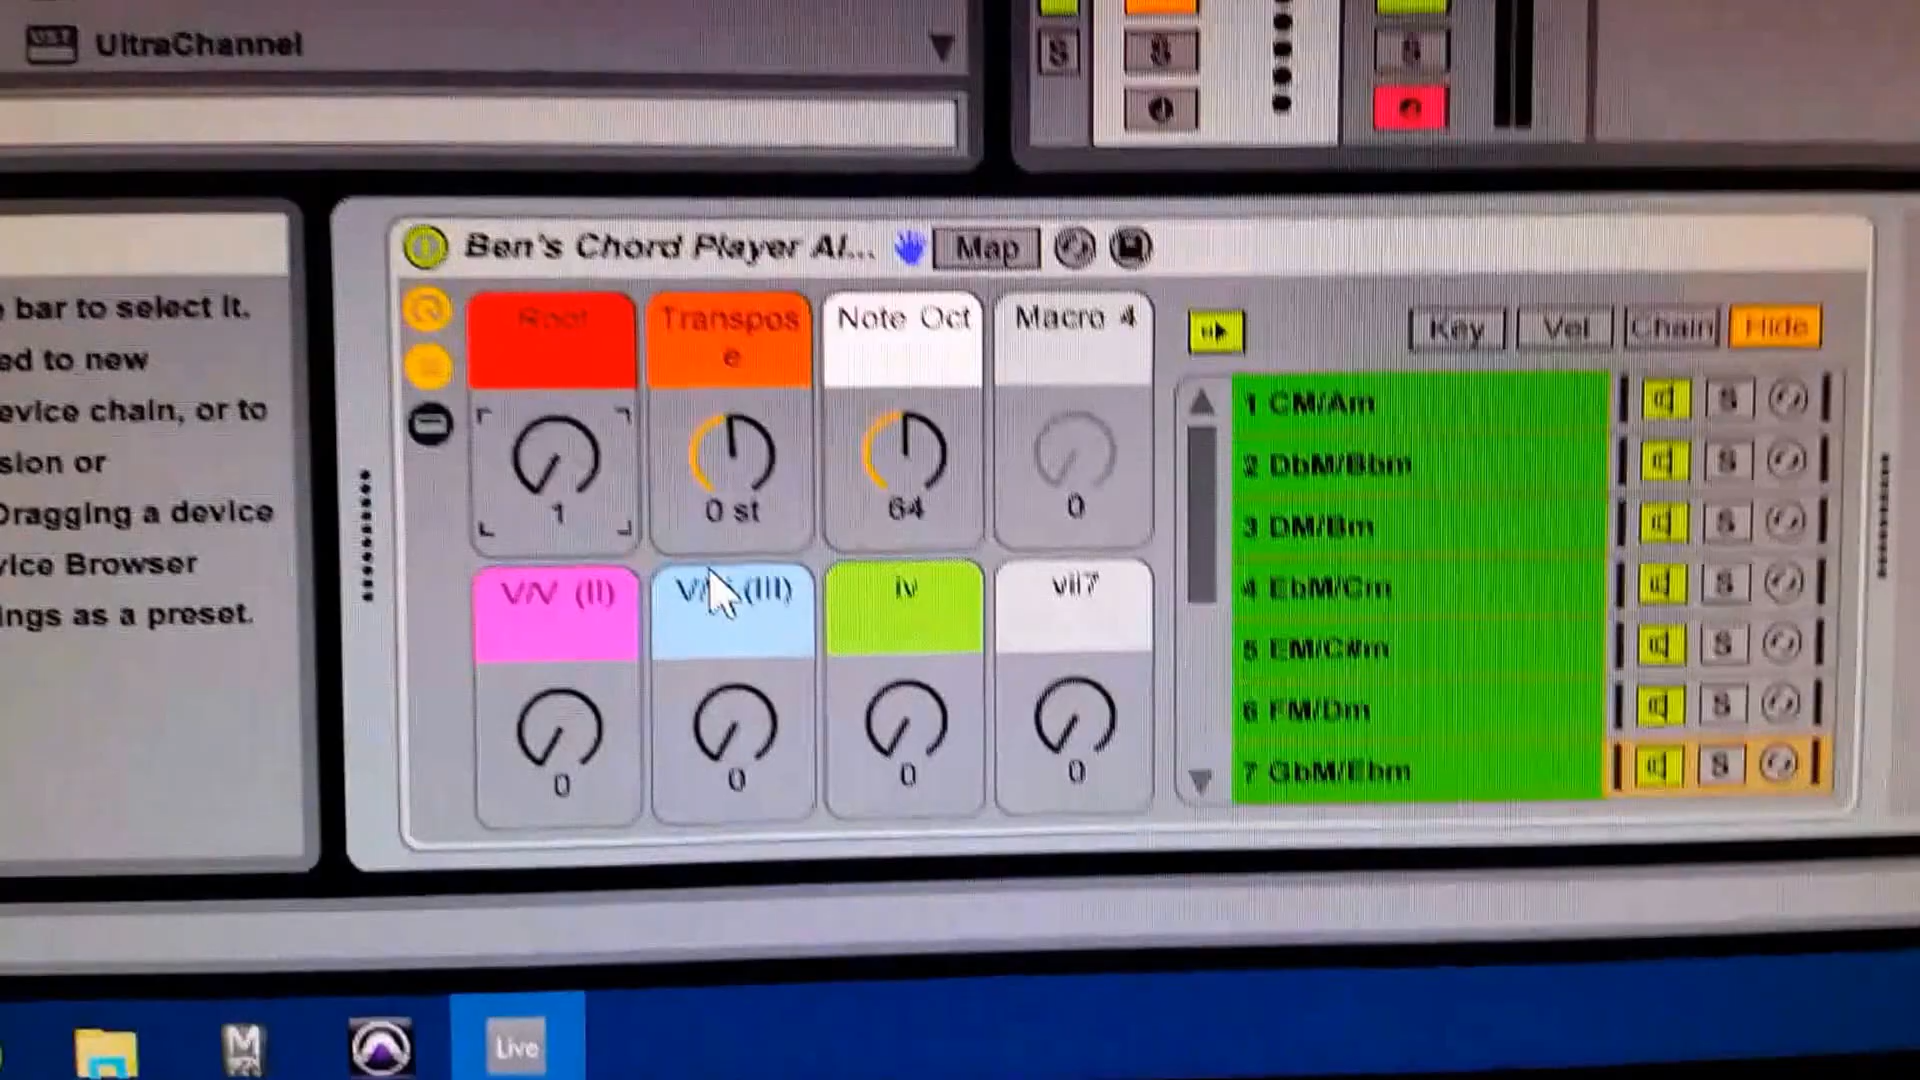 UltraChannel
S
S
S
bar to select it.
ed to new
evice chain, or to
sion or
Dragging a device
vice Browser
ings as a preset.
Ben's Chord Player Al...
Map
Root
Transpos
e
Note Oct
Macro 4
1
0 st
64
0
V/V (II)
(III)
iv
vii7
0
0
0
0
Key
Vel
Chain
Hide
1 CM/Am
S
2 DbM/Bbm
S
3 DM/Bm
S
4 EbM/Cm
S
5 EM/C#m
S
6 FM/Dm
S
7 GbM/Ebm
S
M
Live